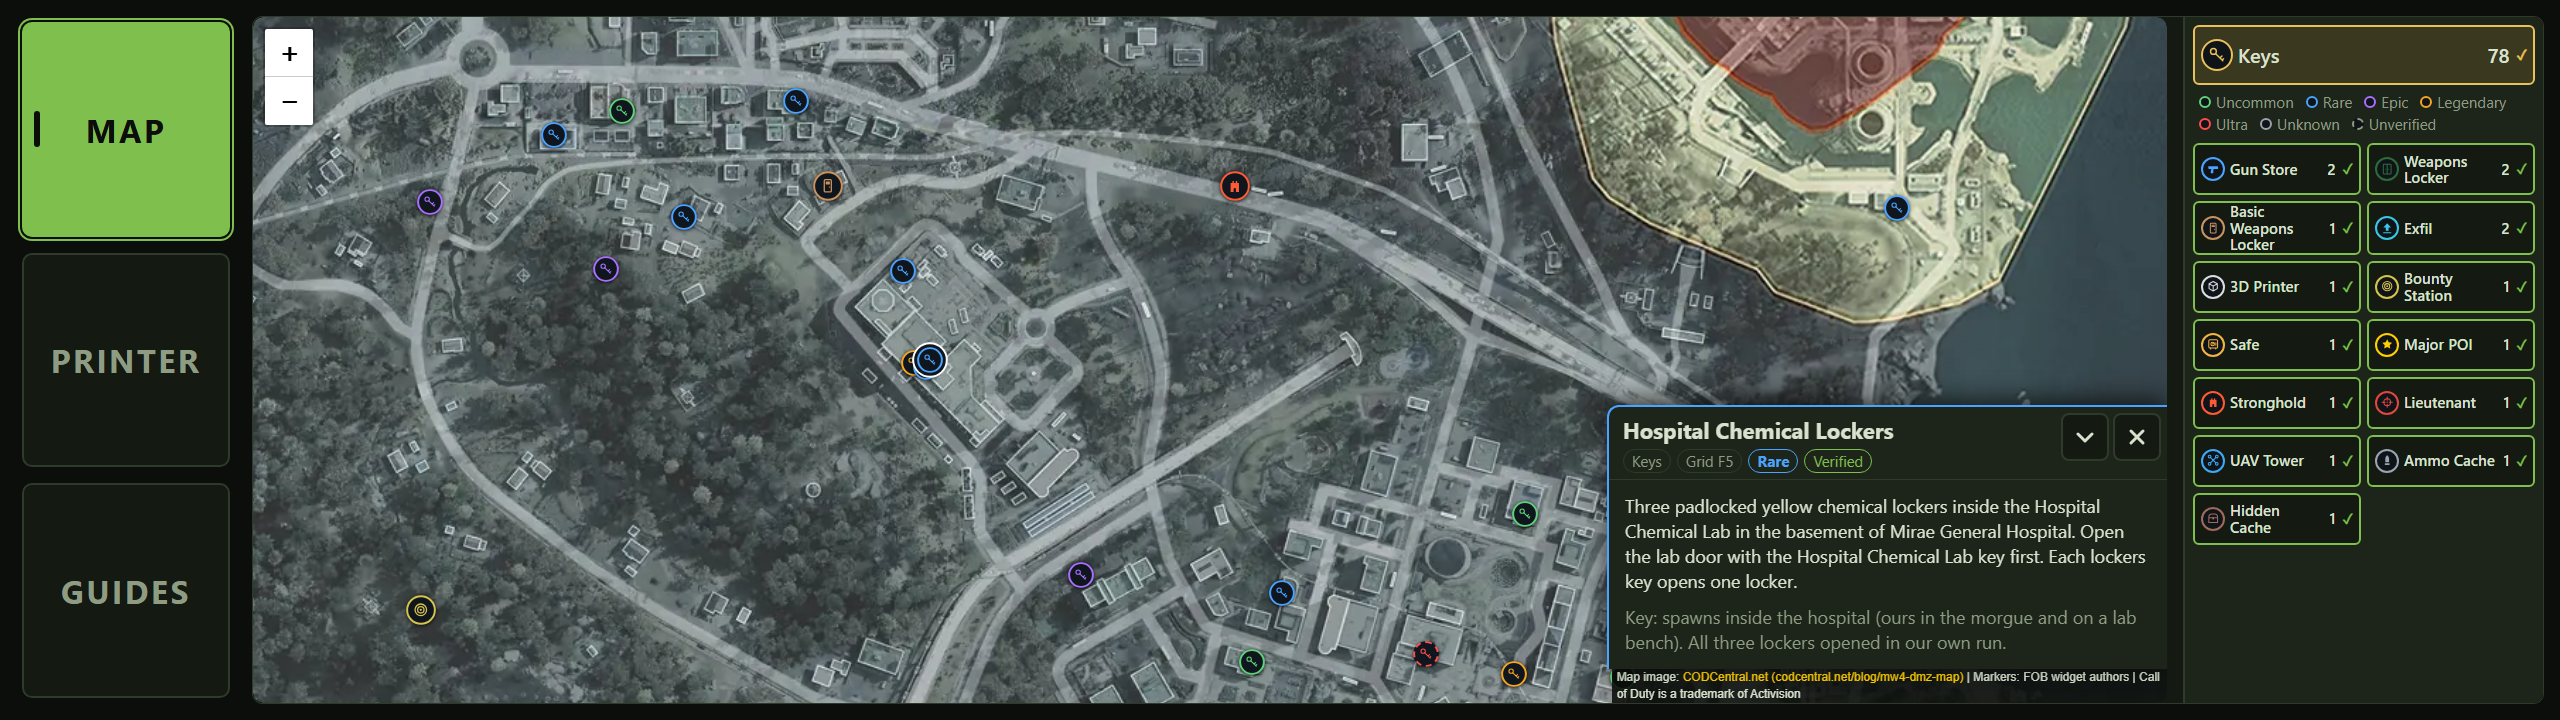 MAP
PRINTER
GUIDES
+
−
Hospital Chemical Lockers
Keys Grid F5 Rare Verified
Three padlocked yellow chemical lockers inside the Hospital
Chemical Lab in the basement of Mirae General Hospital. Open
the lab door with the Hospital Chemical Lab key first. Each lockers
key opens one locker.
Key: spawns inside the hospital (ours in the morgue and on a lab
bench). All three lockers opened in our own run.
Map image: CODCentral.net (codcentral.net/blog/mw4-dmz-map) | Markers: FOB widget authors | Call
of Duty is a trademark of Activision
Keys 78 ✓
Uncommon Rare Epic Legendary
Ultra Unknown Unverified
Gun Store 2 ✓
Weapons
Locker 2 ✓
Basic
Weapons
Locker 1 ✓
Exfil 2 ✓
3D Printer 1 ✓
Bounty
Station 1 ✓
Safe 1 ✓
Major POI 1 ✓
Stronghold 1 ✓
Lieutenant 1 ✓
UAV Tower 1 ✓
Ammo Cache 1 ✓
Hidden
Cache 1 ✓